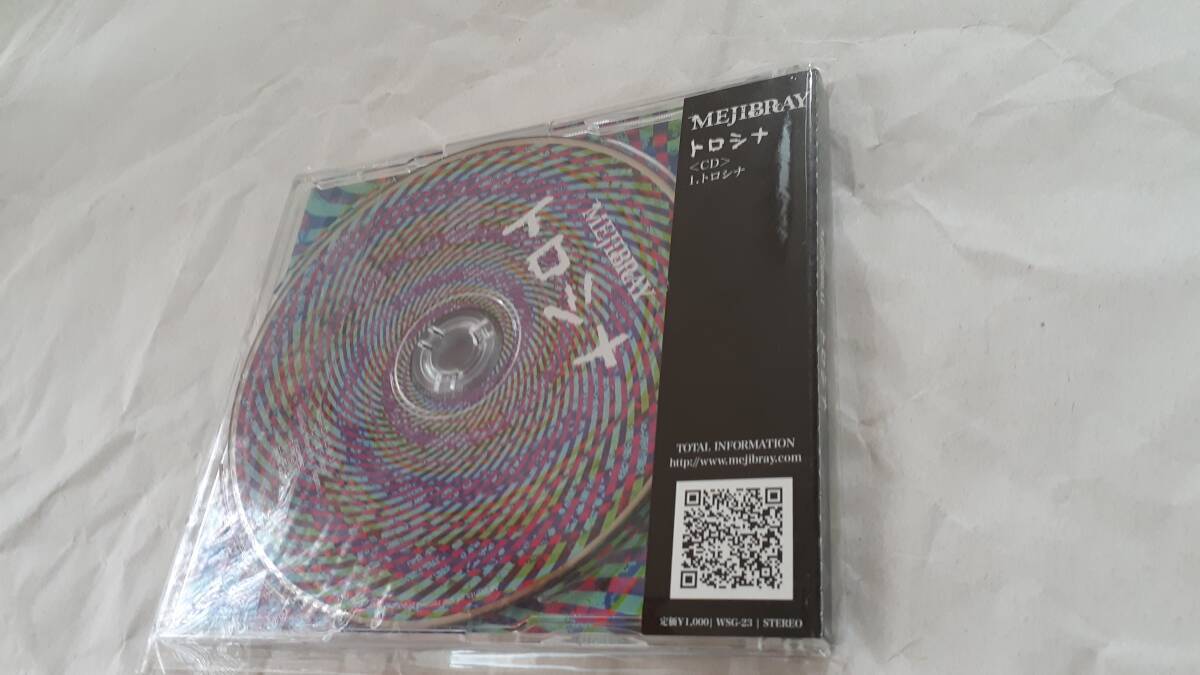 MEJIBRAY
トロシナ
<CD>
1.トロシナ
MEJIBRAY
トロシナ
TOTAL INFORMATION
http://www.mejibray.com
定価¥1,000| WSG-23 | STEREO